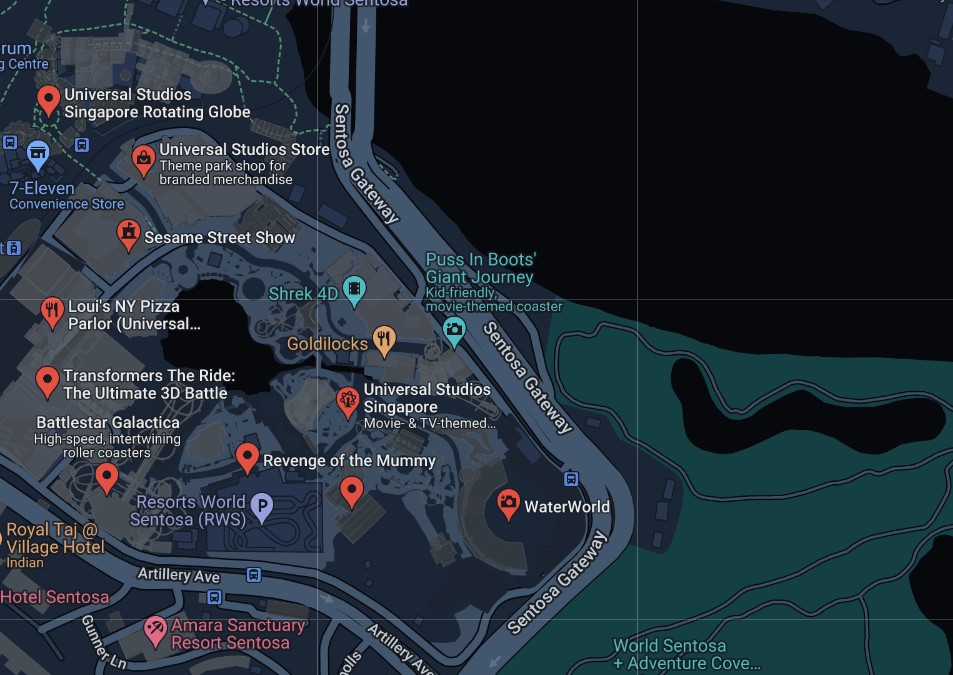 Resorts World Sentosa
rum
g Centre
Universal Studios
Singapore Rotating Globe
Sentosa Gateway
Universal Studios Store
Theme park shop for
branded merchandise
7-Eleven
Convenience Store
Sesame Street Show
t
Puss In Boots'
Giant Journey
Kid-friendly,
movie-themed coaster
Shrek 4D
Loui's NY Pizza
Parlor (Universal...
Goldilocks
Sentosa Gateway
Transformers The Ride:
The Ultimate 3D Battle
Universal Studios
Singapore
Movie- & TV-themed...
Battlestar Galactica
High-speed, intertwining
roller coasters
Revenge of the Mummy
Resorts World
Sentosa (RWS)
P
WaterWorld
Royal Taj @
Village Hotel
Indian
Sentosa Gateway
Artillery Ave
Hotel Sentosa
Gunner Ln
Amara Sanctuary
Resort Sentosa
Artillery Ave
olls
World Sentosa
+ Adventure Cove...